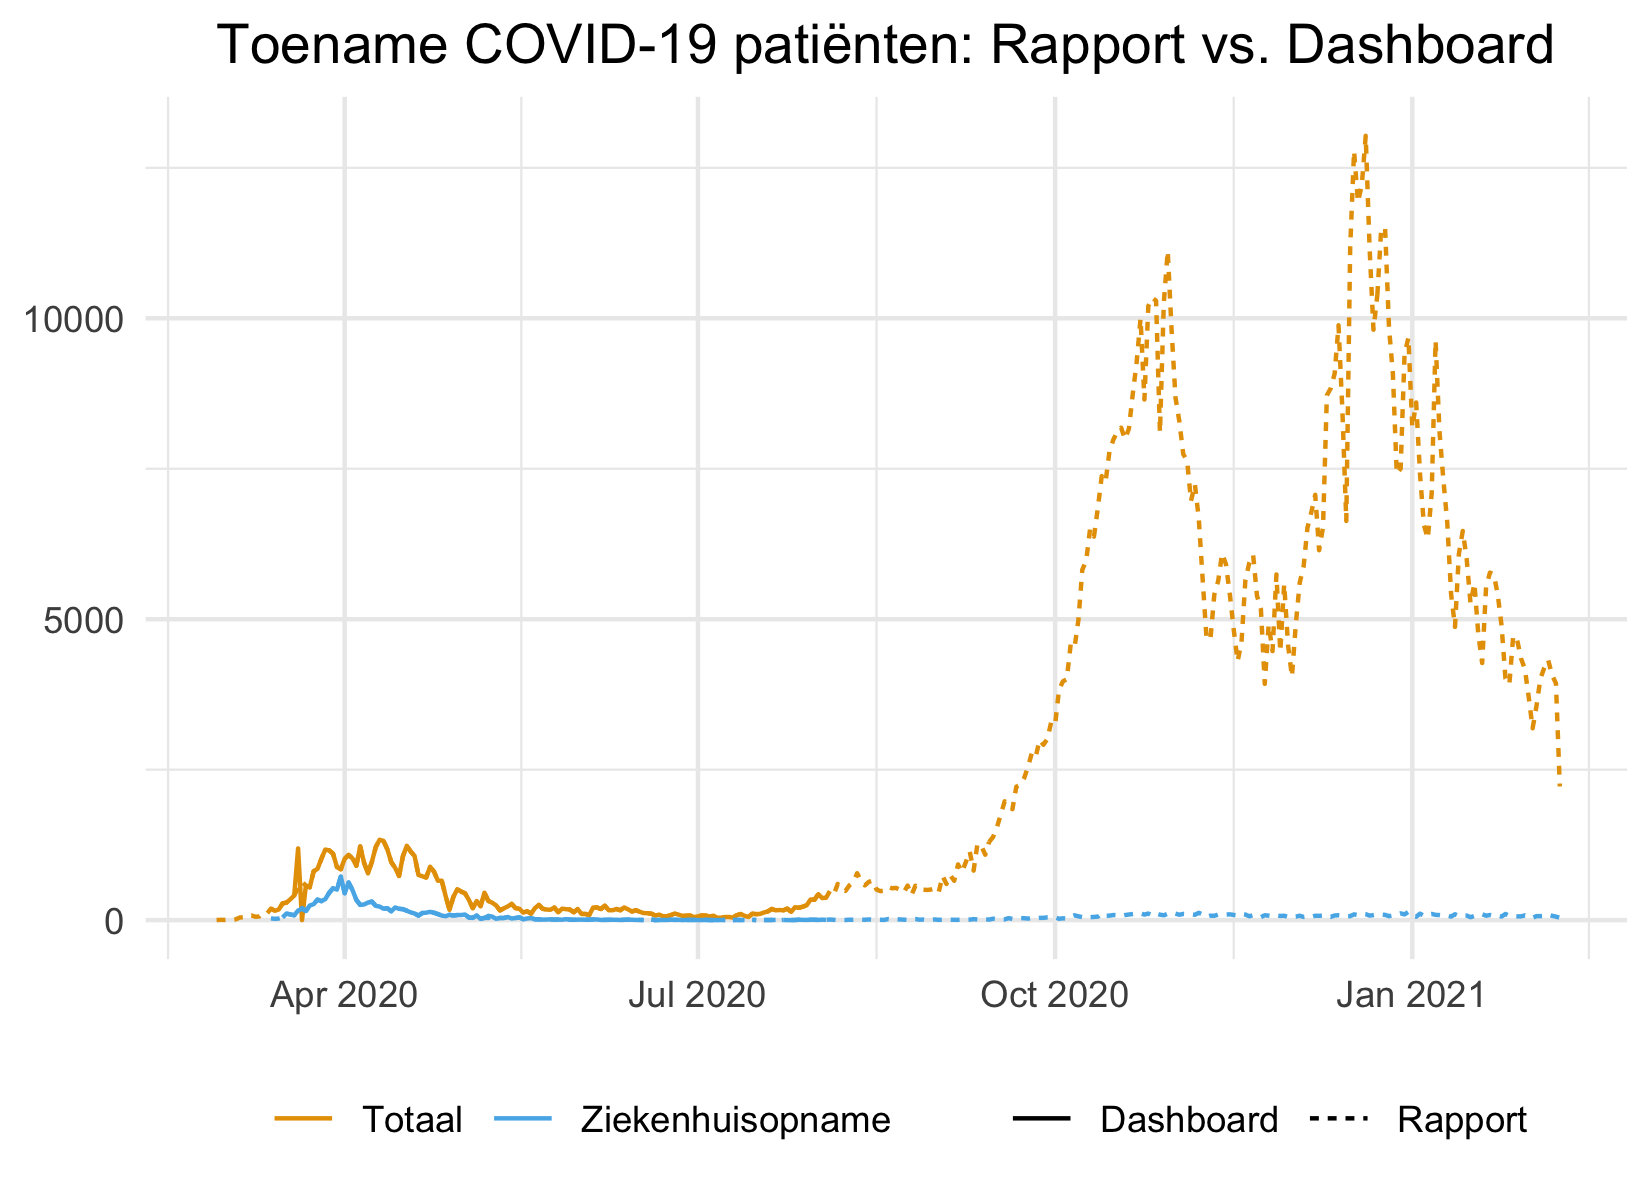 Toename COVID-19 patiënten: Rapport vs. Dashboard
10000
5000
0
Apr 2020 Jul 2020 Oct 2020 Jan 2021
Totaal Ziekenhuisopname Dashboard Rapport